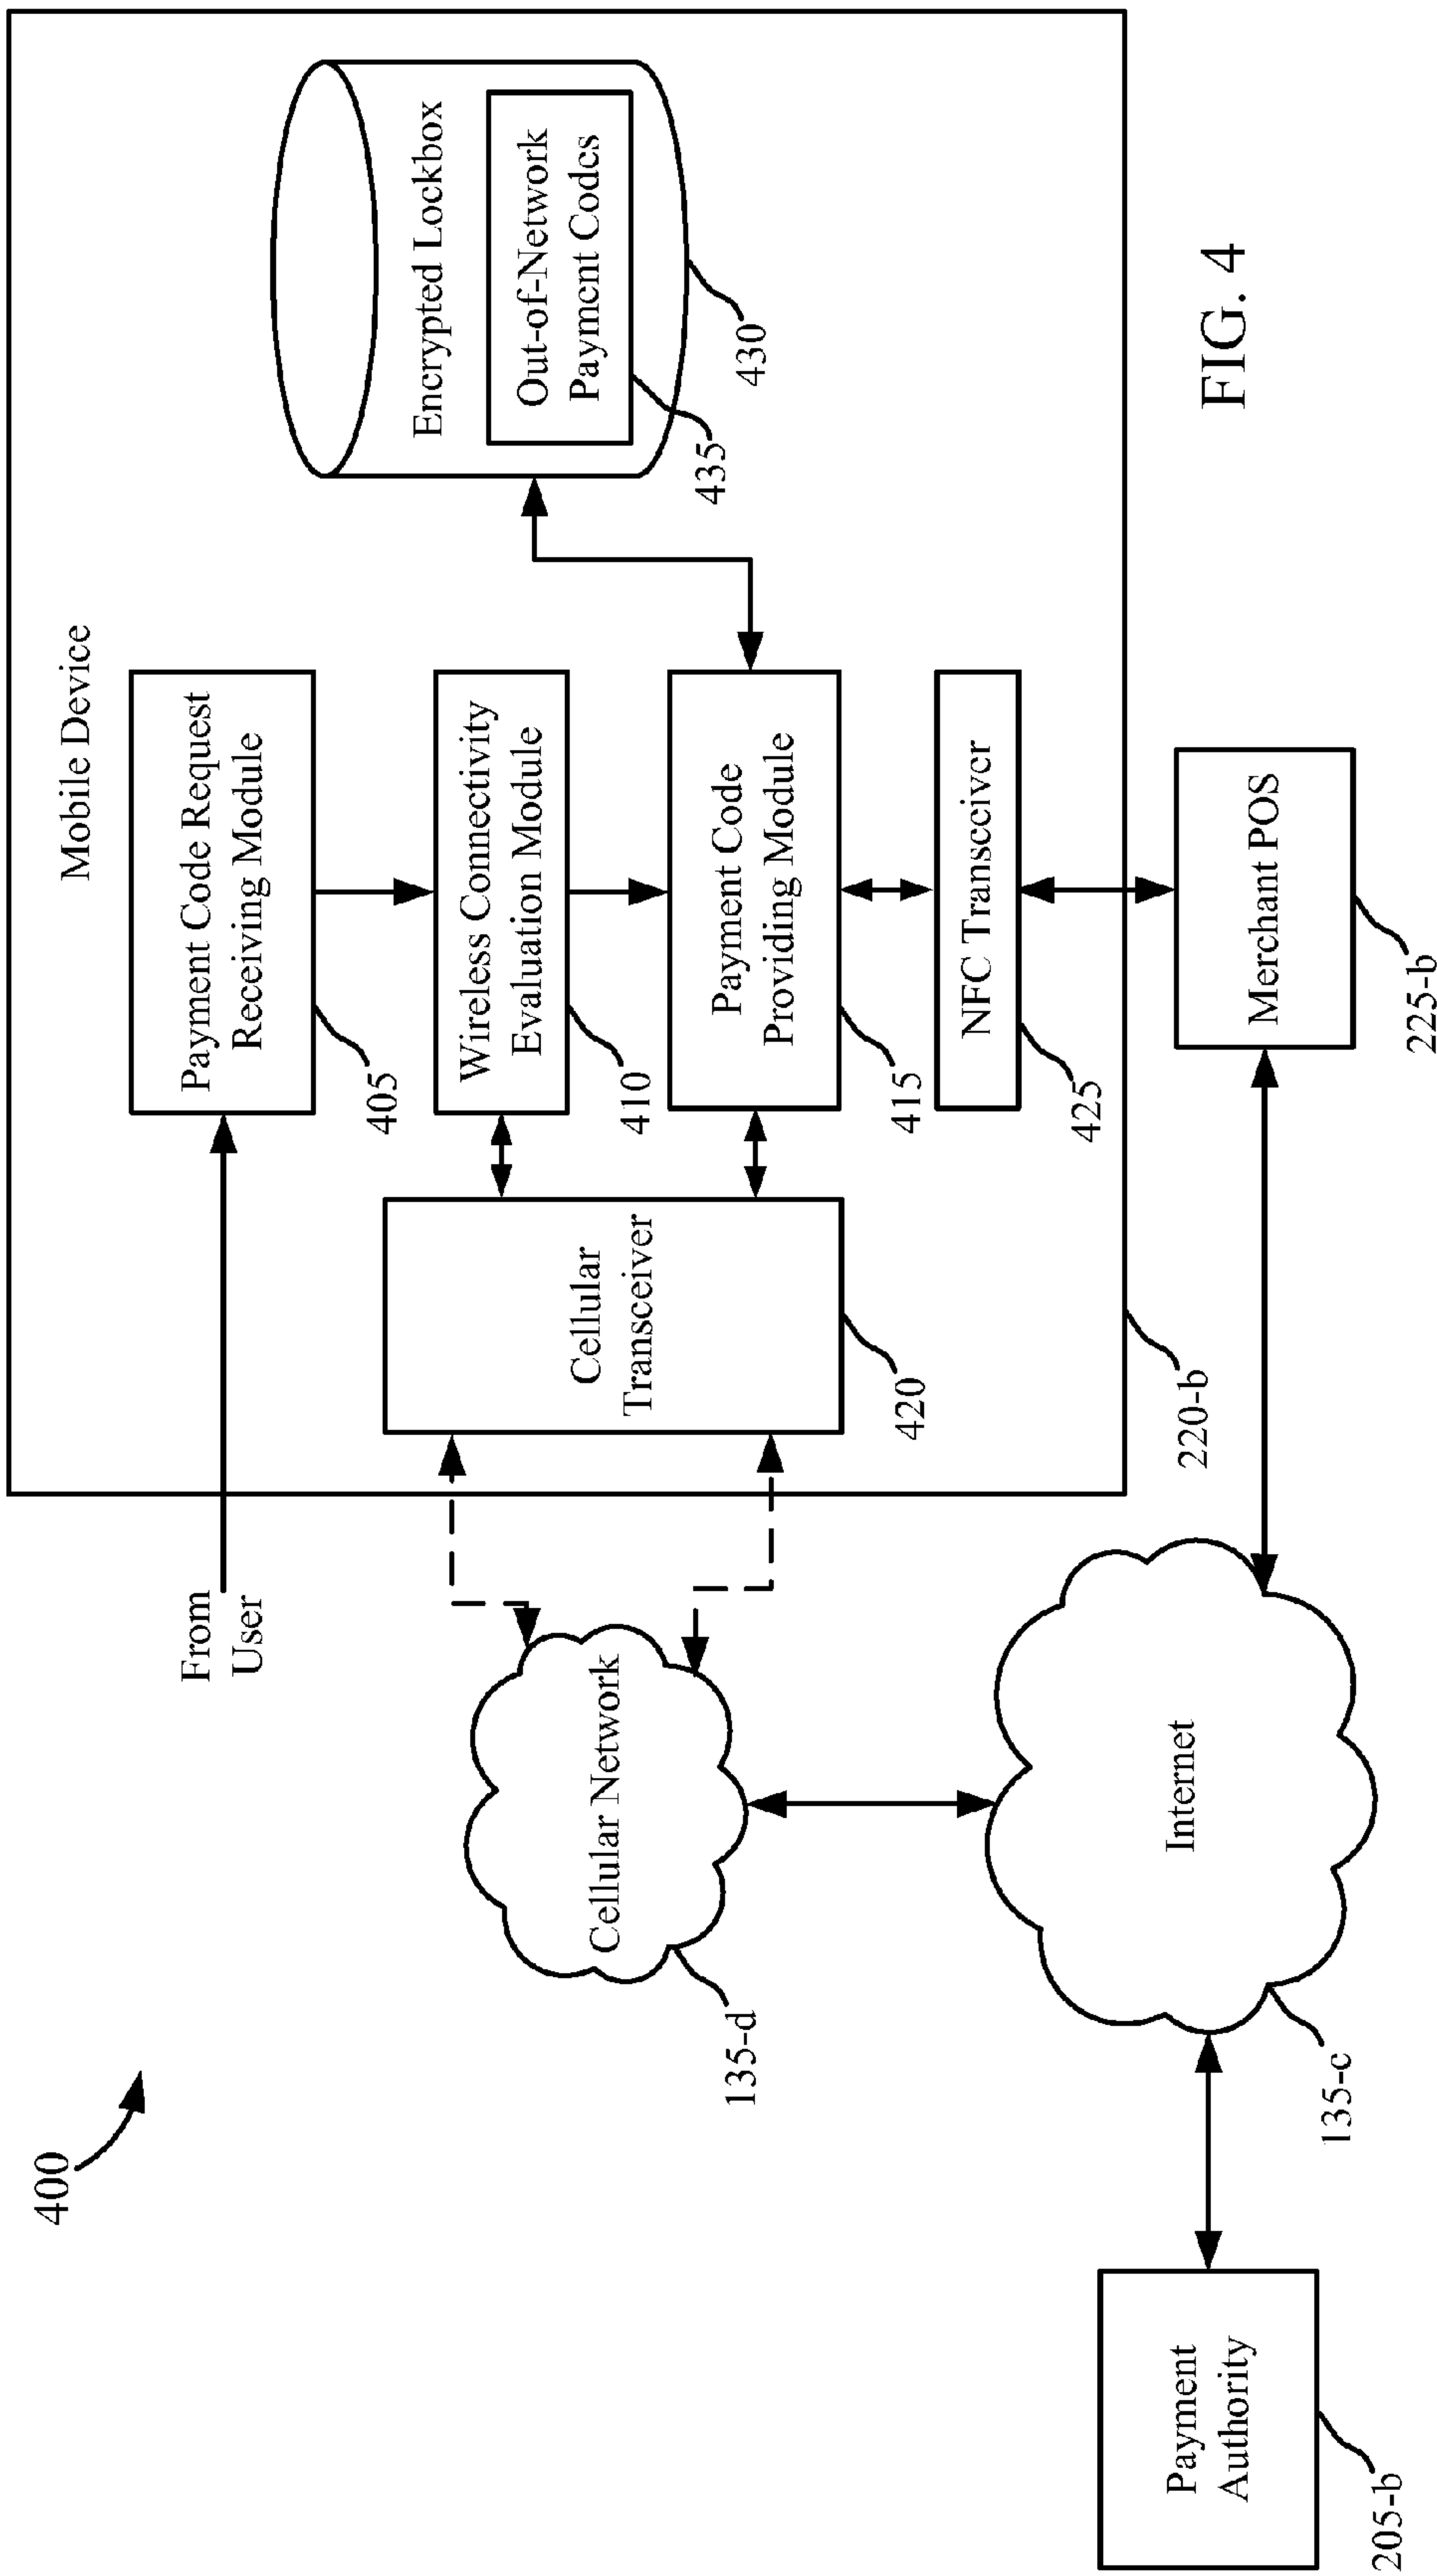 400
Mobile Device
From
User
Payment Code Request
Receiving Module
405
Wireless Connectivity
Evaluation Module
410
Payment Code
Providing Module
415
Cellular
Transceiver
420
NFC Transceiver
425
Encrypted Lockbox
Out-of-Network
Payment Codes
435
430
220-b
Cellular Network
135-d
Internet
135-c
Payment
Authority
205-b
Merchant POS
225-b
FIG. 4